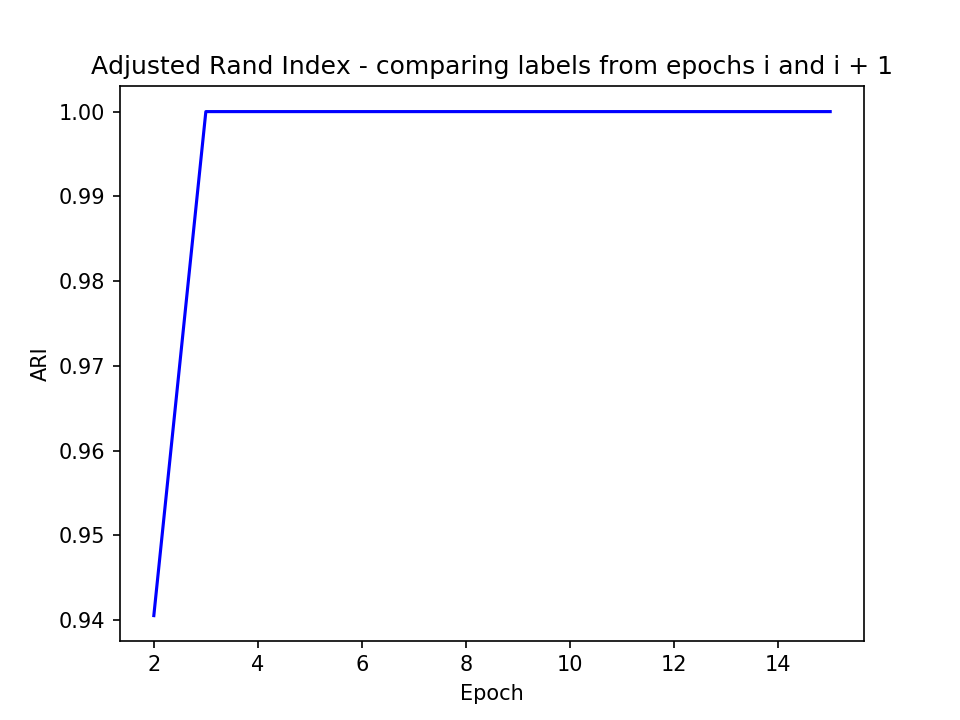 Adjusted Rand Index - comparing labels from epochs i and i + 1
1.00
0.99
0.98
0.97
0.96
0.95
0.94
ARI
2 4 6 8 10 12 14
Epoch